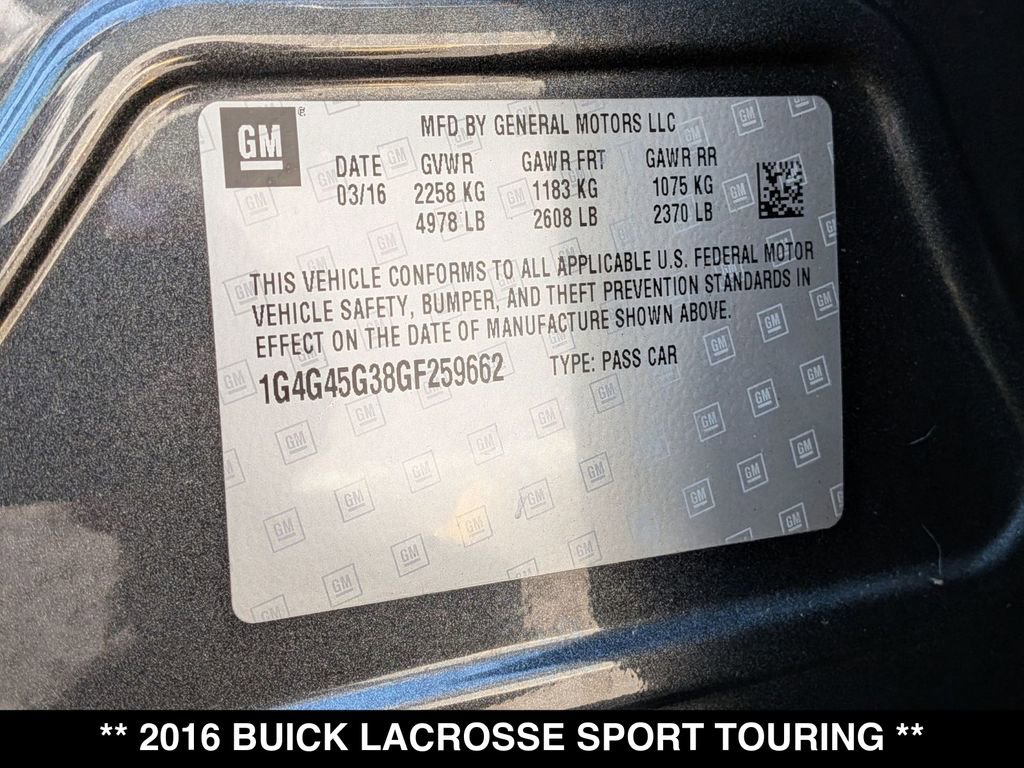 GM
MFD BY GENERAL MOTORS LLC
DATE GVWR GAWR FRT GAWR RR
03/16 2258 KG 1183 KG 1075 KG
4978 LB 2608 LB 2370 LB
THIS VEHICLE CONFORMS TO ALL APPLICABLE U.S. FEDERAL MOTOR
VEHICLE SAFETY, BUMPER, AND THEFT PREVENTION STANDARDS IN
EFFECT ON THE DATE OF MANUFACTURE SHOWN ABOVE.
1G4G45G38GF259662 TYPE: PASS CAR
** 2016 BUICK LACROSSE SPORT TOURING **